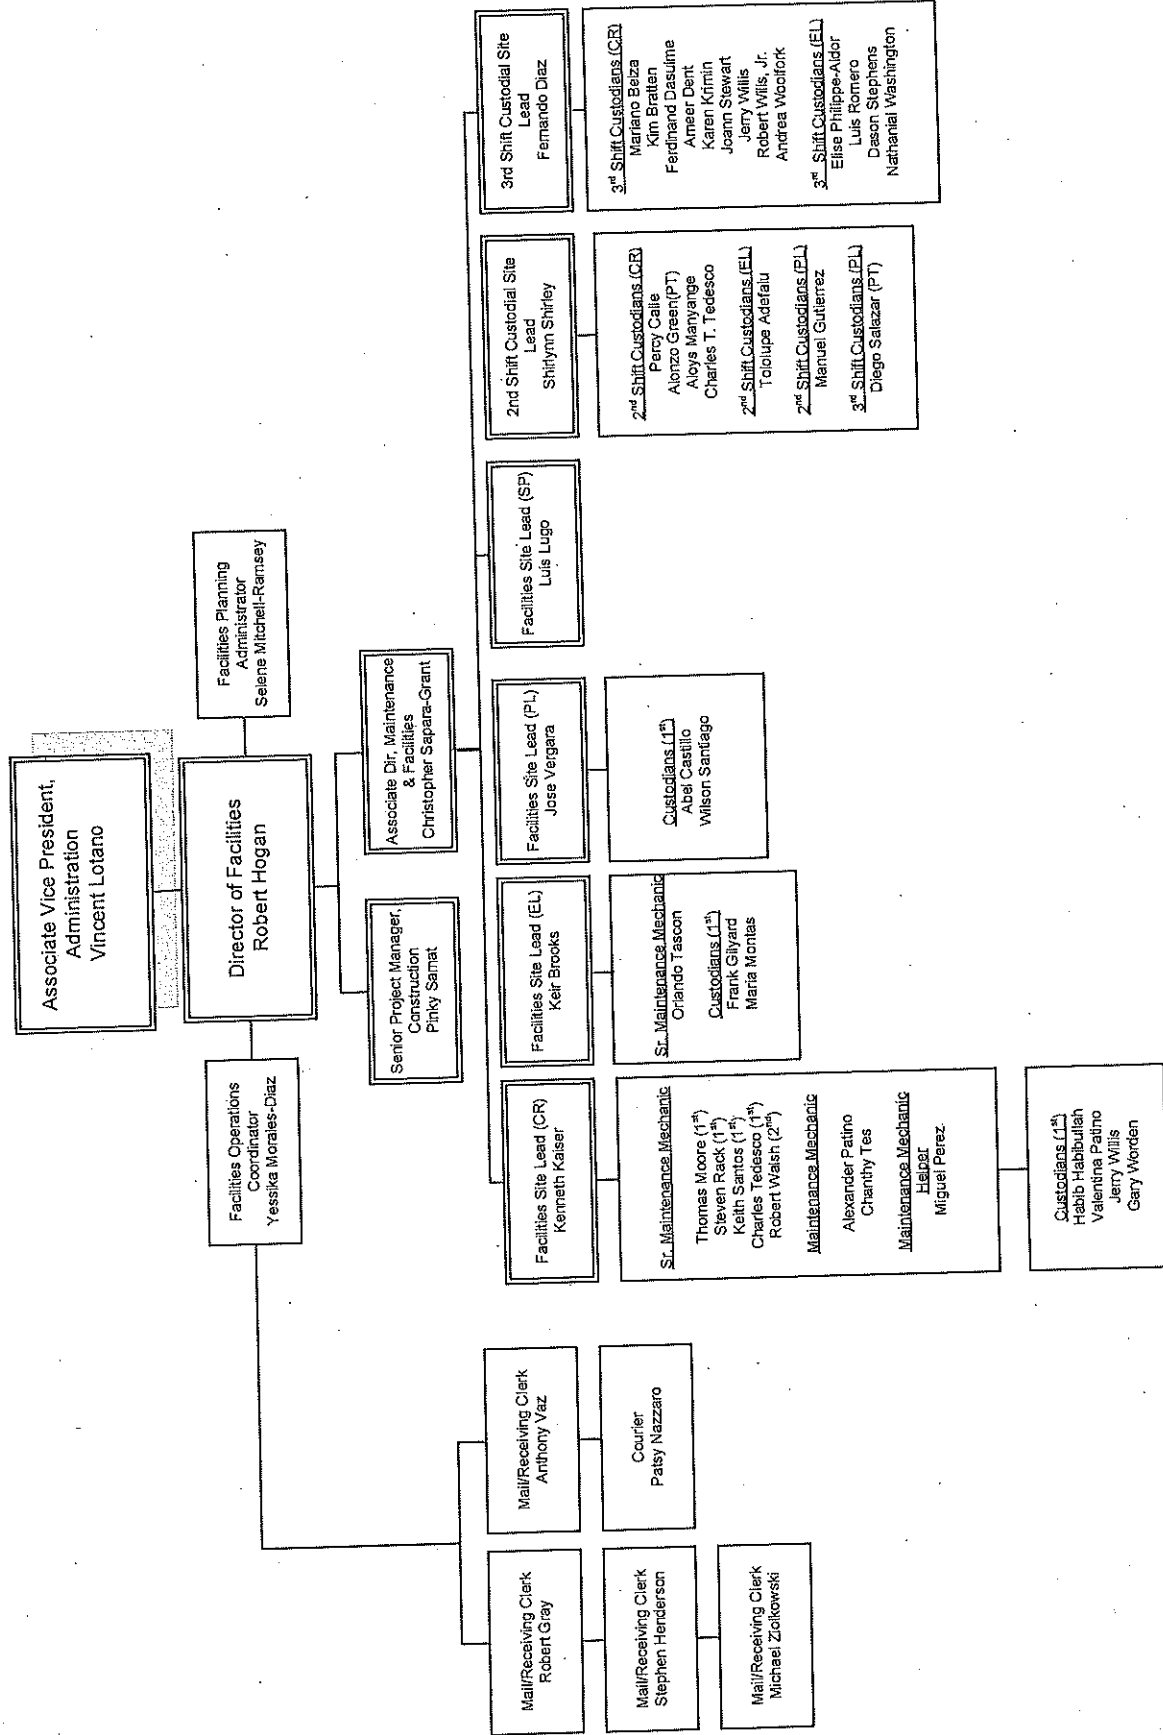 Associate Vice President,
Administration
Vincent Lotano
Director of Facilities
Robert Hogan
Facilities Operations
Coordinator
Yessika Morales-Diaz
Facilities Planning
Administrator
Selene Mitchell-Ramsey
Senior Project Manager,
Construction
Pinky Samat
Associate Dir, Maintenance
& Facilities
Christopher Sapara-Grant
Mail/Receiving Clerk
Robert Gray
Mail/Receiving Clerk
Stephen Henderson
Mail/Receiving Clerk
Michael Ziolkowski
Mail/Receiving Clerk
Anthony Vaz
Courier
Patsy Nazzaro
Facilities Site Lead (CR)
Kenneth Kaiser
Sr. Maintenance Mechanic
Thomas Moore (1st)
Steven Rack (1st)
Keith Santos (1st)
Charles Tedesco (1st)
Robert Walsh (2nd)
Maintenance Mechanic
Alexander Patino
Chanthy Tes
Maintenance Mechanic
Helper
Miguel Perez
Custodians (1st)
Habib Habibullah
Valentina Patino
Jerry Willis
Gary Worden
Facilities Site Lead (EL)
Keir Brooks
Sr. Maintenance Mechanic
Orlando Tascon
Custodians (1st)
Frank Gilyard
Maria Montas
Facilities Site Lead (PL)
Jose Vergara
Custodians (1st)
Abel Castillo
Wilson Santiago
Facilities Site Lead (SP)
Luis Lugo
2nd Shift Custodial Site
Lead
Shirlynn Shirley
2nd Shift Custodians (CR)
Percy Calie
Alonzo Green(PT)
Aloys Manyange
Charles T. Tedesco
2nd Shift Custodians (EL)
Tololupe Adefalu
2nd Shift Custodians (PL)
Manuel Gutierrez
3rd Shift Custodians (PL)
Diego Salazar (PT)
3rd Shift Custodial Site
Lead
Fernando Diaz
3rd Shift Custodians (CR)
Mariano Belza
Kim Bratten
Ferdinand Dasulme
Ameer Dent
Karen Krimin
Joann Stewart
Jerry Willis
Robert Wills, Jr.
Andrea Woolfork
3rd Shift Custodians (EL)
Elise Philippe-Aldor
Luis Romero
Dason Stephens
Nathanial Washington